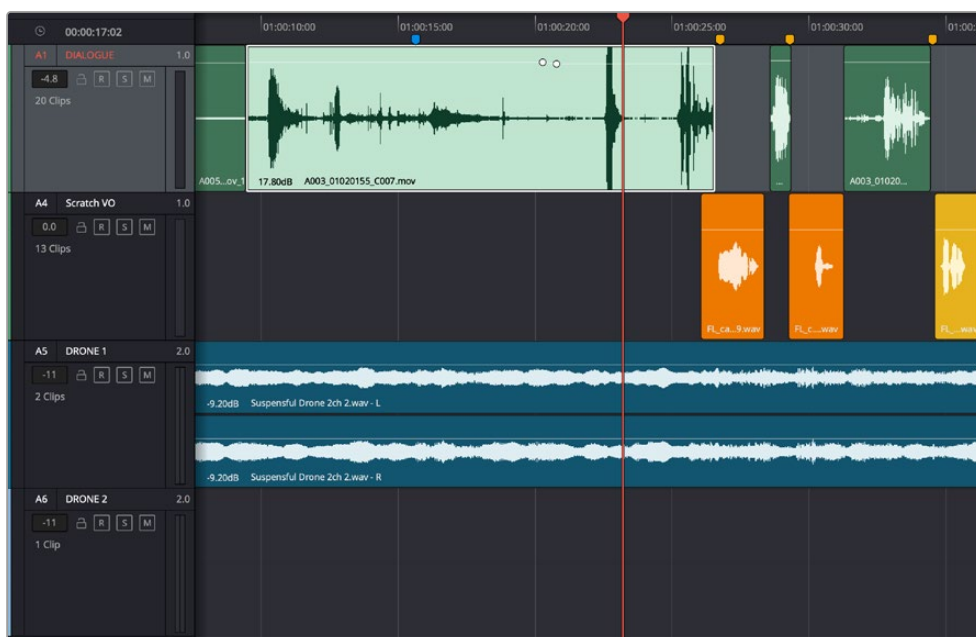 01:00:10:00 01:00:15:00 01:00:20:00 01:00:25:00 01:00:30:00 01:00:
00:00:17:02
A1 DIALOGUE 1.0
-4.8 R S M
20 Clips
A005...ov_1 17.80dB A003_01020155_C007.mov ... A003_01020...
A4 Scratch VO 1.0
0.0 R S M
13 Clips
FL_ca...9.wav FL_c....wav FL_...wav
A5 DRONE 1 2.0
-11 R S M
2 Clips
-9.20dB Suspensful Drone 2ch 2.wav - L
-9.20dB Suspensful Drone 2ch 2.wav - R
A6 DRONE 2 2.0
-11 R S M
1 Clip